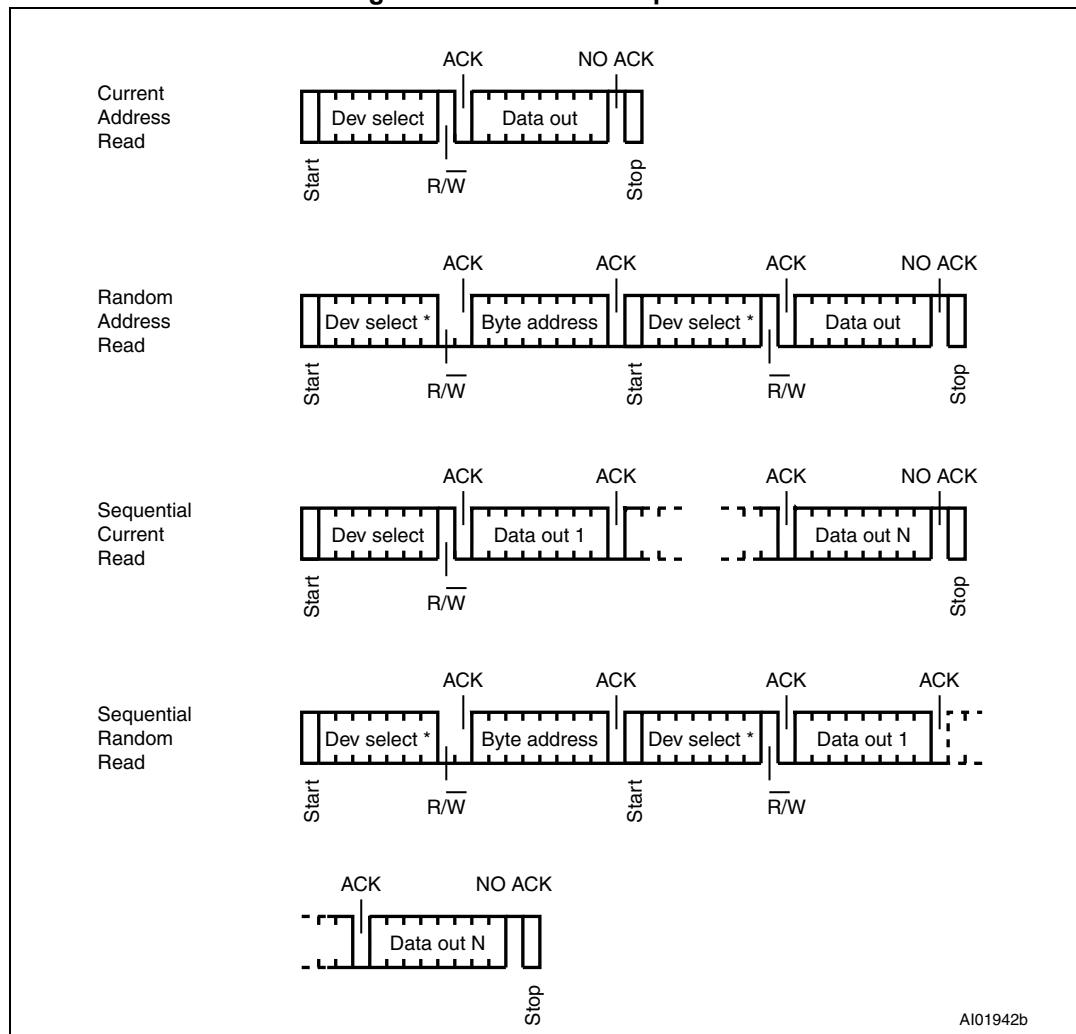 ACK NO ACK
Current
Address
Read
Dev select Data out
Start R/W Stop
ACK ACK ACK NO ACK
Random
Address
Read
Dev select * Byte address Dev select * Data out
Start R/W Start R/W Stop
ACK ACK ACK NO ACK
Sequential
Current
Read
Dev select Data out 1 Data out N
Start R/W Stop
ACK ACK ACK ACK
Sequential
Random
Read
Dev select * Byte address Dev select * Data out 1
Start R/W Start R/W
ACK NO ACK
Data out N
Stop
AI01942b